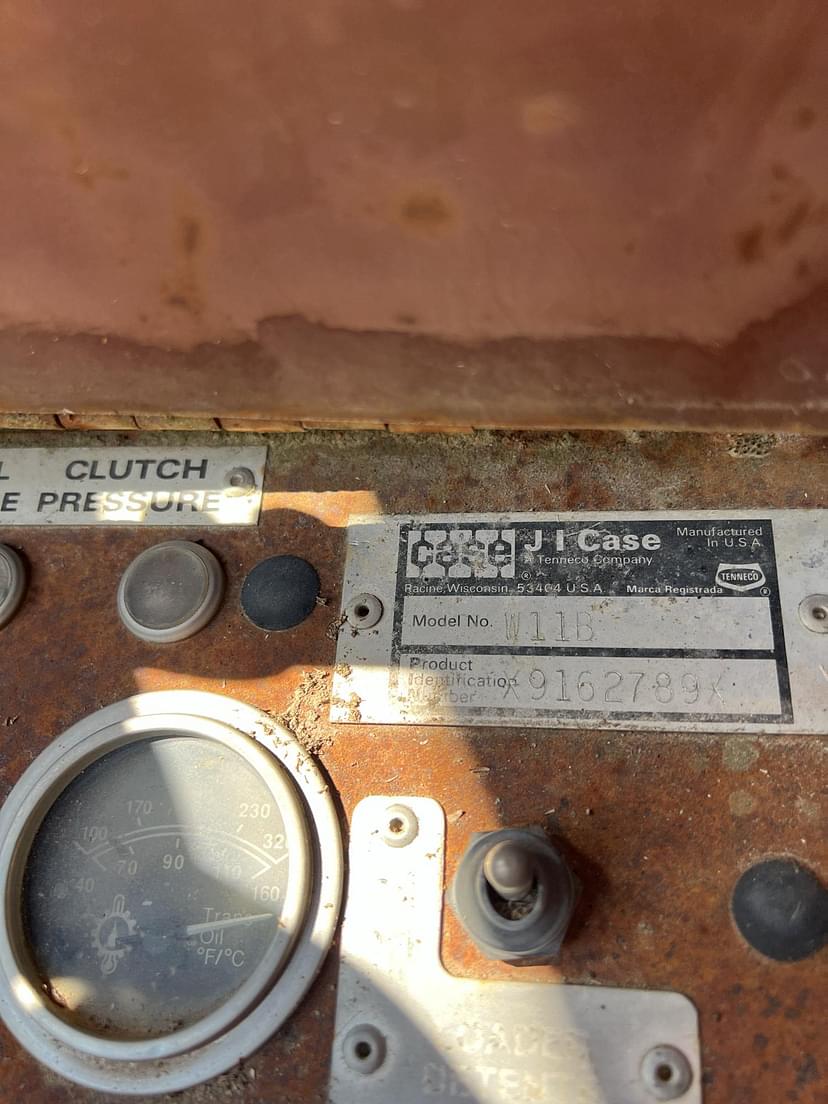 CLUTCH
PRESSURE
case
J I Case
A Tenneco Company
Manufactured
In U.S.A.
TENNECO
®
Racine, Wisconsin, 53404 U.S.A.
Marca Registrada
®
Model No. W11B
Product
Identification
Number X9162789X
170
230
100
320
70
90
110
40
160
Trans
Oil
°F/°C